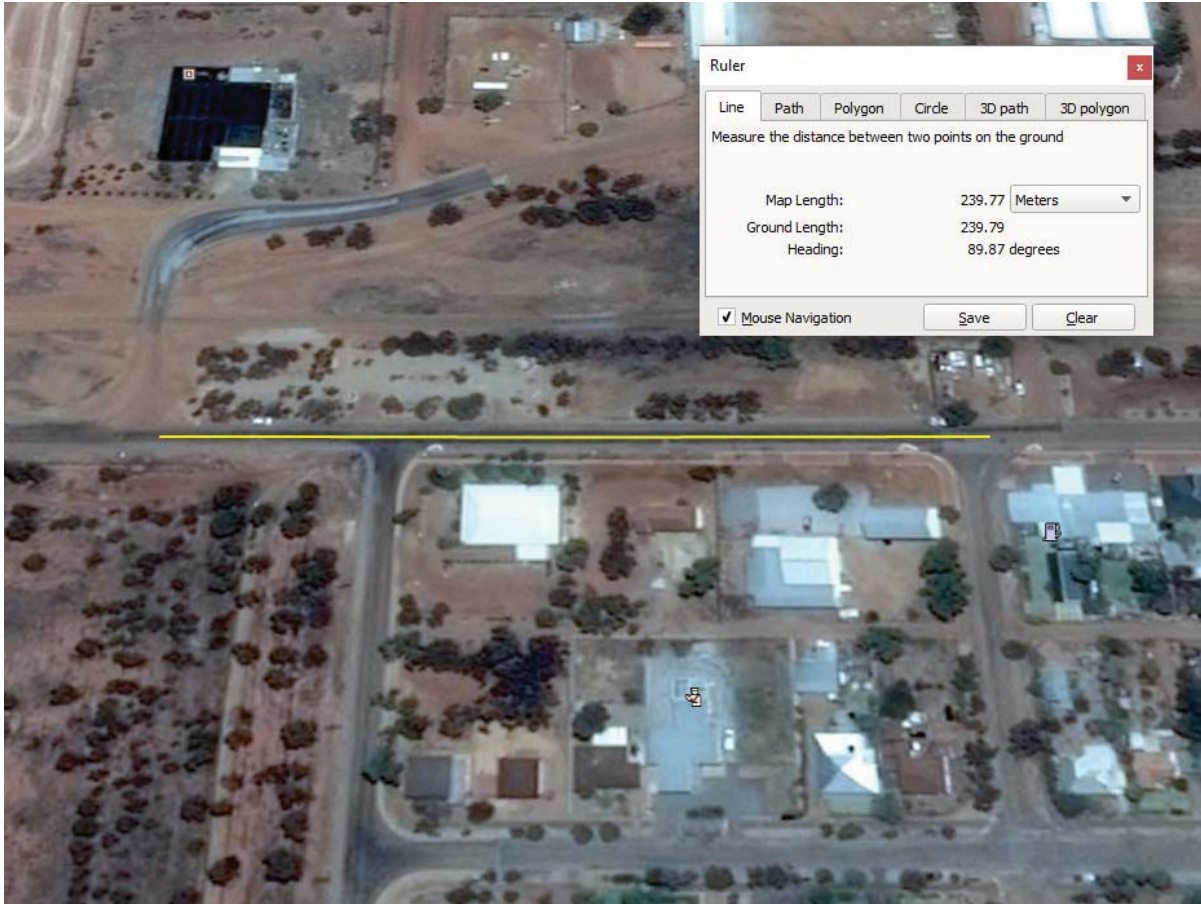 Ruler
x
Line Path Polygon Circle 3D path 3D polygon
Measure the distance between two points on the ground
Map Length: 239.77 Meters
Ground Length: 239.79
Heading: 89.87 degrees
Mouse Navigation Save Clear